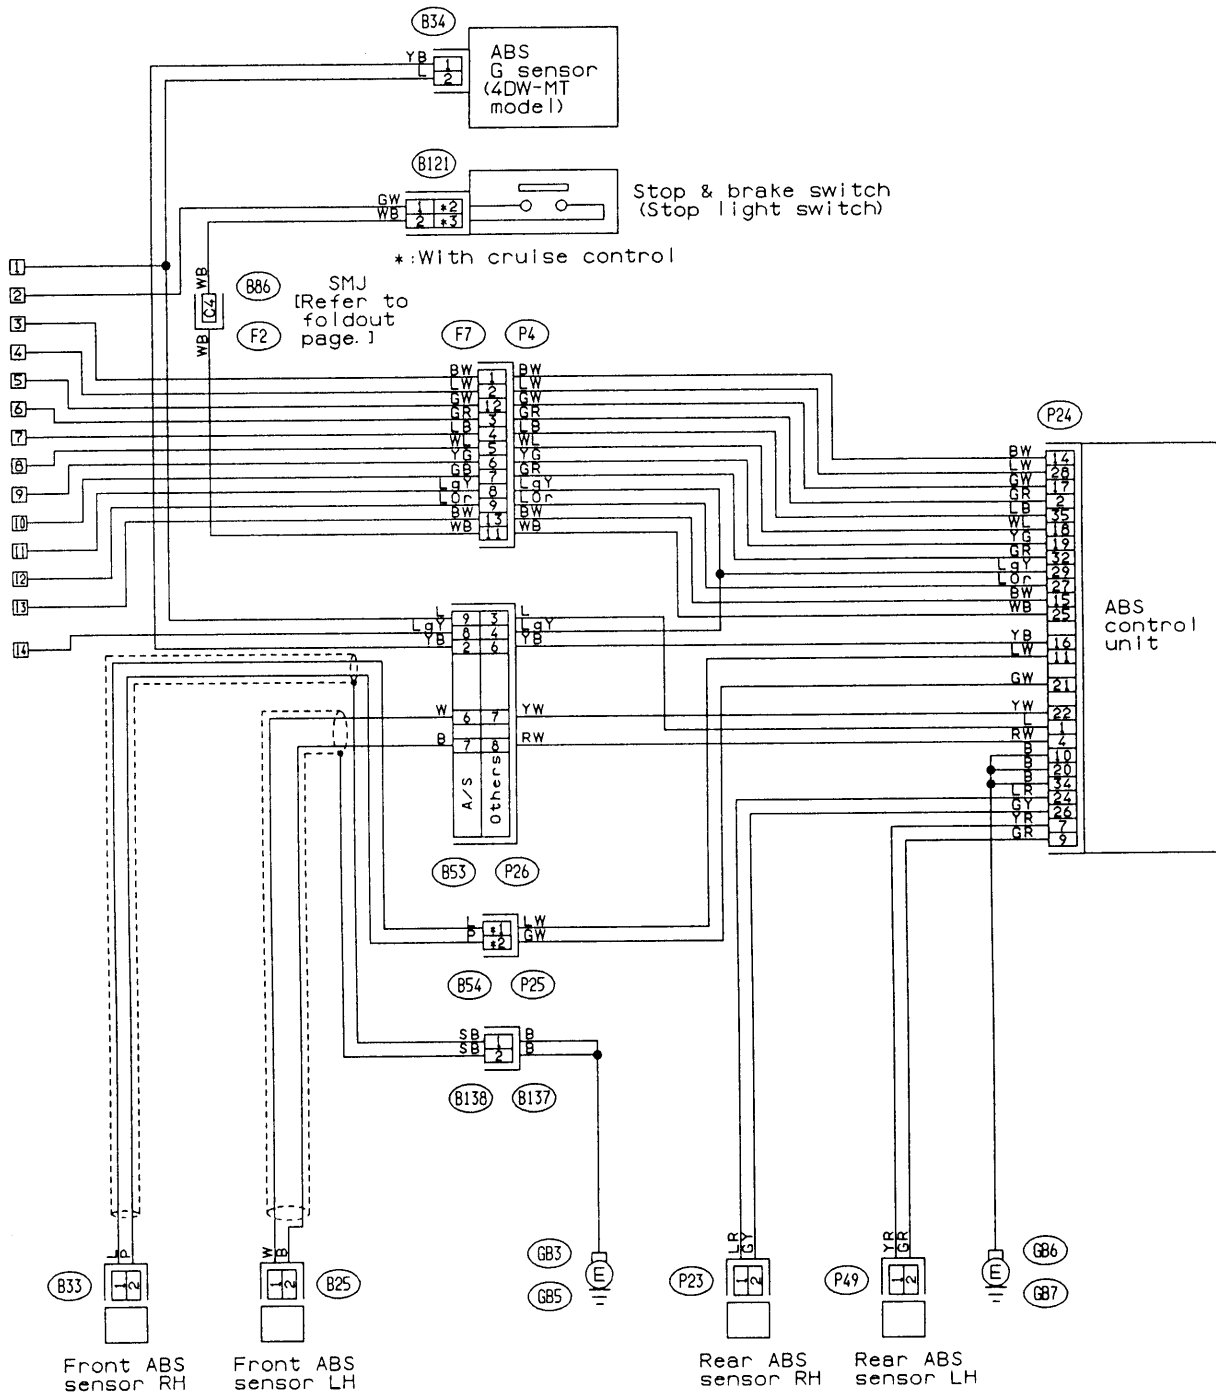 B34
ABS
G sensor
(4DW-MT
model)
YB
L
1
2
B121
Stop & brake switch
(Stop light switch)
GW
WB
1 *2
2 *3
*:With cruise control
B86
SMJ
[Refer to
foldout
page.]
F2
WB
C4
WB
1
2
3
4
5
6
7
8
9
10
11
12
13
14
F7
P4
BW 1 BW
LW 2 LW
GW 12 GW
GR 3 GR
LB 4 LB
WL 5 WL
YG 6 YG
GB 7 GR
LgY 8 LgY
LOr 9 LOr
BW 13 BW
WB 11 WB
P24
BW 14
LW 28
GW 17
GR 2
LB 35
WL 18
YG 19
GR 32
LgY 29
LOr 27
BW 15
WB 25
YB 16
LW 11
GW 21
YW 22
L 1
RW 4
B 10
B 20
B 34
LR 24
GY 26
YR 7
GR 9
ABS
control
unit
L 9 3 L
LgY 8 4 LgY
YB 2 6 YB
W 6 7 YW
B 7 8 RW
A/S
Others
B53
P26
L *1 LW
P *2 GW
B54
P25
SB 1 B
SB 2 B
B138
B137
L
P
B33
1
2
Front ABS
sensor RH
W
B
1
2
B25
Front ABS
sensor LH
GB3
E
GB5
LR
GY
P23
1
2
Rear ABS
sensor RH
YR
GR
P49
1
2
Rear ABS
sensor LH
GB6
E
GB7